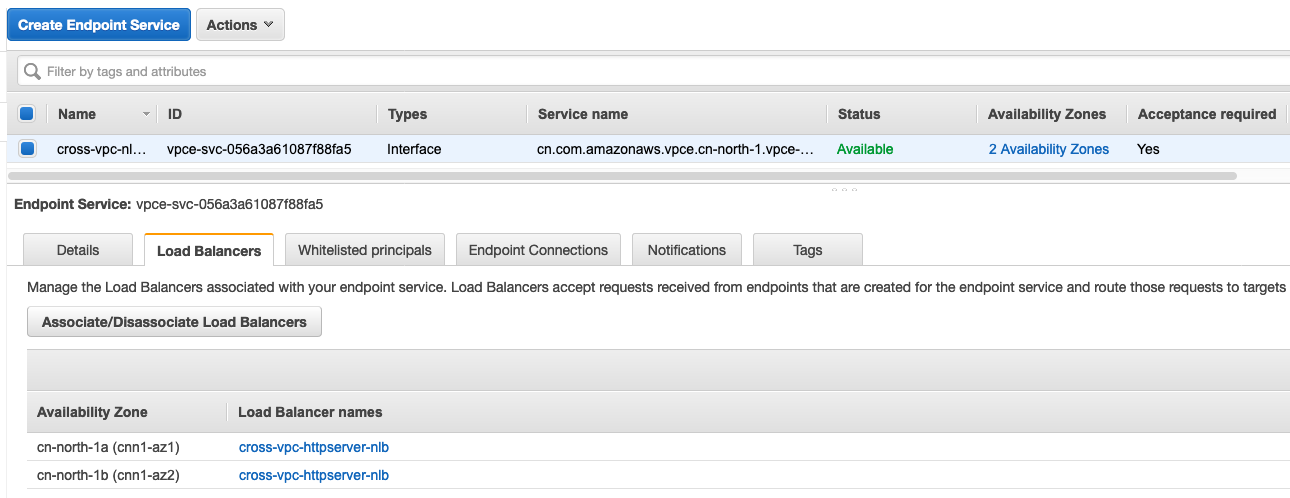 Create Endpoint Service Actions
Filter by tags and attributes
Name ID Types Service name Status Availability Zones Acceptance required
cross-vpc-nl... vpce-svc-056a3a61087f88fa5 Interface cn.com.amazonaws.vpce.cn-north-1.vpce-... Available 2 Availability Zones Yes
Endpoint Service: vpce-svc-056a3a61087f88fa5
Details Load Balancers Whitelisted principals Endpoint Connections Notifications Tags
Manage the Load Balancers associated with your endpoint service. Load Balancers accept requests received from endpoints that are created for the endpoint service and route those requests to targets
Associate/Disassociate Load Balancers
Availability Zone Load Balancer names
cn-north-1a (cnn1-az1) cross-vpc-httpserver-nlb
cn-north-1b (cnn1-az2) cross-vpc-httpserver-nlb